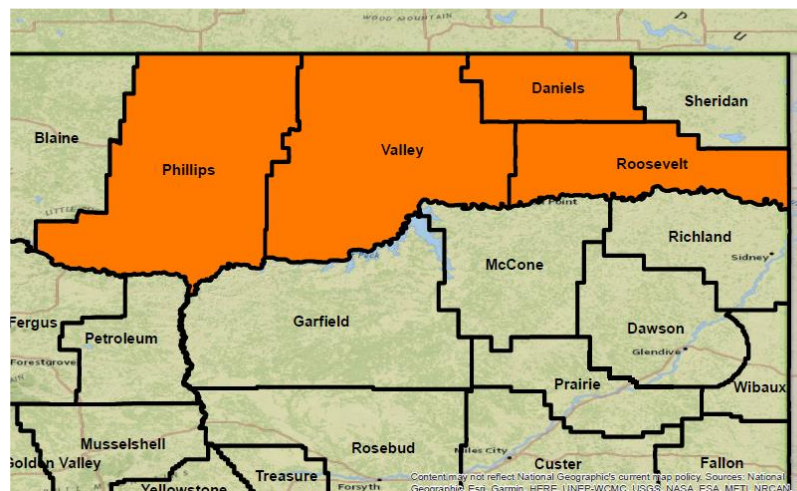 WOOD MOUNTAIN
D U
Daniels
Sheridan
Blaine
Valley
Phillips
Roosevelt
Point
Richland
Sidney
McCone
Fergus
Garfield
Petroleum
Dawson
Forestgrove
Glendive
Prairie
Wibaux
Musselshell
Rosebud
Golden Valley
Miles City
Custer
Fallon
Treasure
Yellowstone
Forsyth
Content may not reflect National Geographic's current map policy. Sources: National
Geographic, Esri, Garmin, HERE, UNEP-WCMC, USGS, NASA, ESA, METI, NRCAN,